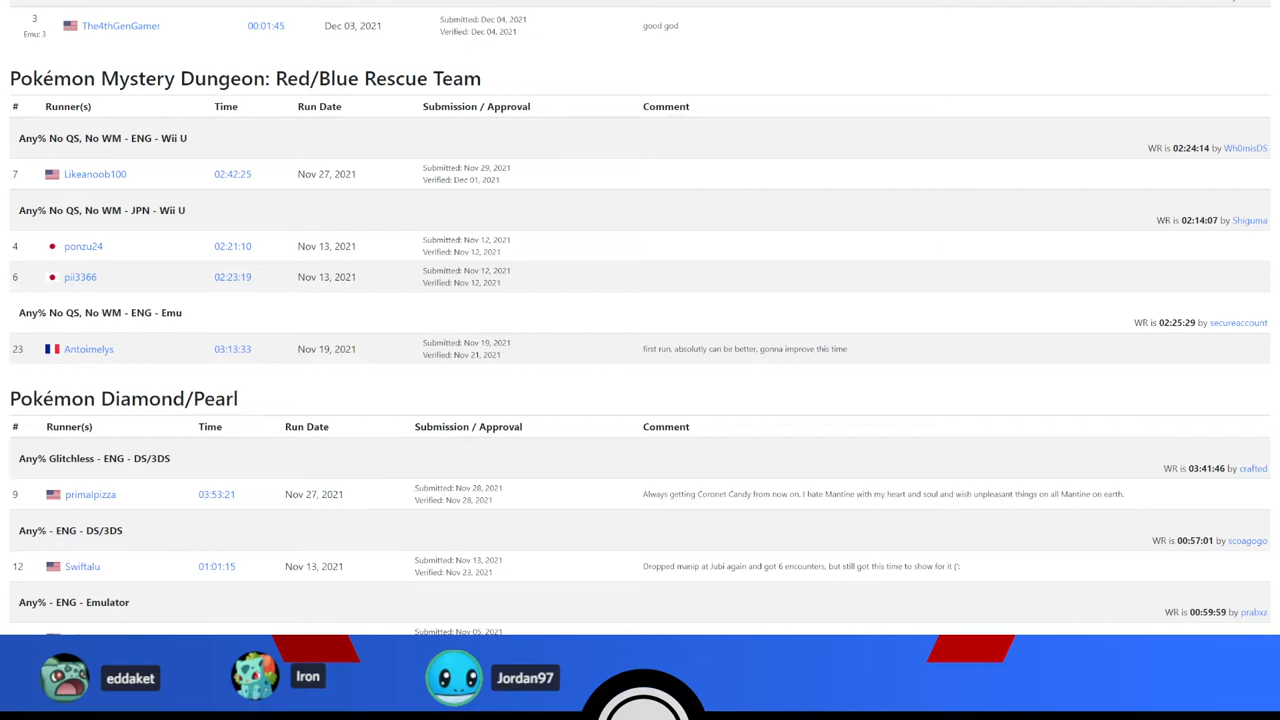 3 The4thGenGamer 00:01:45 Dec 03, 2021 Submitted: Dec 04, 2021 good god
Emu: 3 Verified: Dec 04, 2021
Pokémon Mystery Dungeon: Red/Blue Rescue Team
# Runner(s) Time Run Date Submission / Approval Comment
Any% No QS, No WM - ENG - Wii U
WR is 02:24:14 by Wh0misDS
7 Likeanoob100 02:42:25 Nov 27, 2021 Submitted: Nov 29, 2021
Verified: Dec 01, 2021
Any% No QS, No WM - JPN - Wii U
WR is 02:14:07 by Shiguma
4 ponzu24 02:21:10 Nov 13, 2021 Submitted: Nov 12, 2021
Verified: Nov 12, 2021
6 pii3366 02:23:19 Nov 13, 2021 Submitted: Nov 12, 2021
Verified: Nov 12, 2021
Any% No QS, No WM - ENG - Emu
WR is 02:25:29 by secureaccount
23 Antoimelys 03:13:33 Nov 19, 2021 Submitted: Nov 19, 2021 first run, absolutly can be better, gonna improve this time
Verified: Nov 21, 2021
Pokémon Diamond/Pearl
# Runner(s) Time Run Date Submission / Approval Comment
Any% Glitchless - ENG - DS/3DS
WR is 03:41:46 by crafted
9 primalpizza 03:53:21 Nov 27, 2021 Submitted: Nov 28, 2021 Always getting Coronet Candy from now on. I hate Mantine with my heart and soul and wish unpleasant things on all Mantine on earth.
Verified: Nov 28, 2021
Any% - ENG - DS/3DS
WR is 00:57:01 by scoagogo
12 Swiftalu 01:01:15 Nov 13, 2021 Submitted: Nov 13, 2021 Dropped manip at Jubi again and got 6 encounters, but still got this time to show for it (':
Verified: Nov 23, 2021
Any% - ENG - Emulator
WR is 00:59:59 by prabxz
Submitted: Nov 05, 2021
eddaket Iron Jordan97